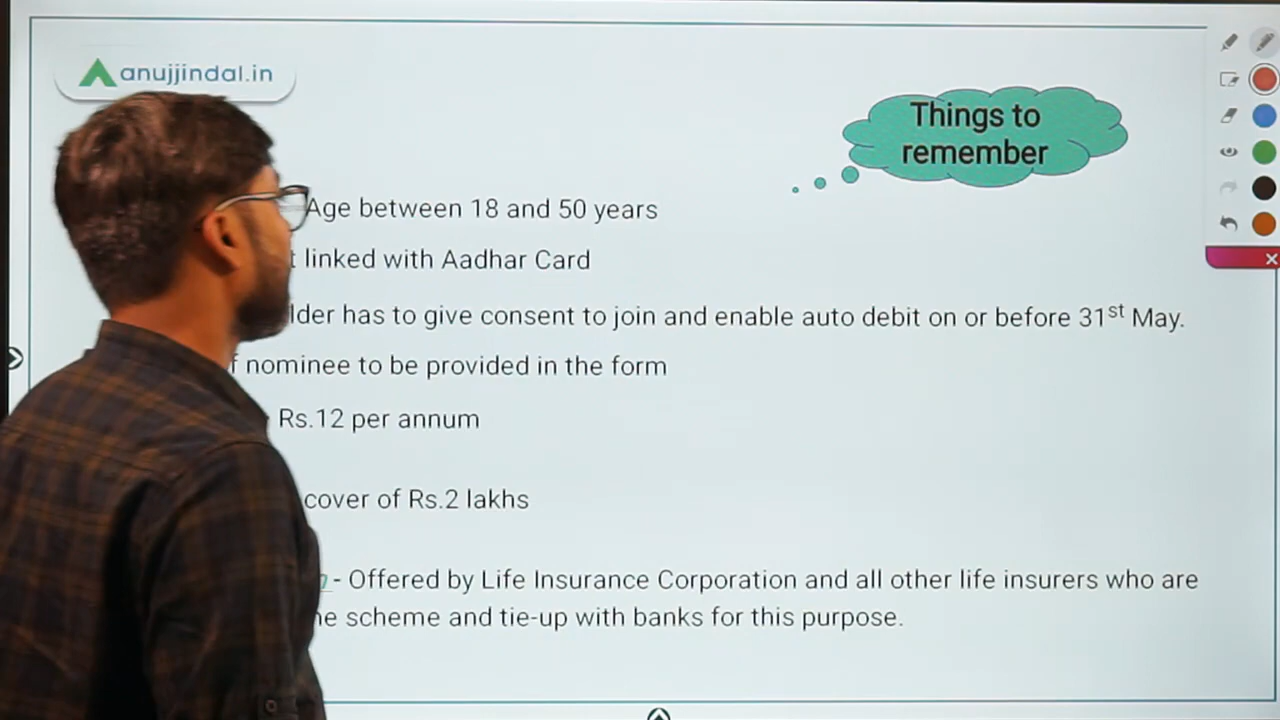 anujjindal.in
Things to
remember
Age between 18 and 50 years
linked with Aadhar Card
has to give consent to join and enable auto debit on or before 31st May.
nominee to be provided in the form
Rs.12 per annum
cover of Rs.2 lakhs
- Offered by Life Insurance Corporation and all other life insurers who are
scheme and tie-up with banks for this purpose.